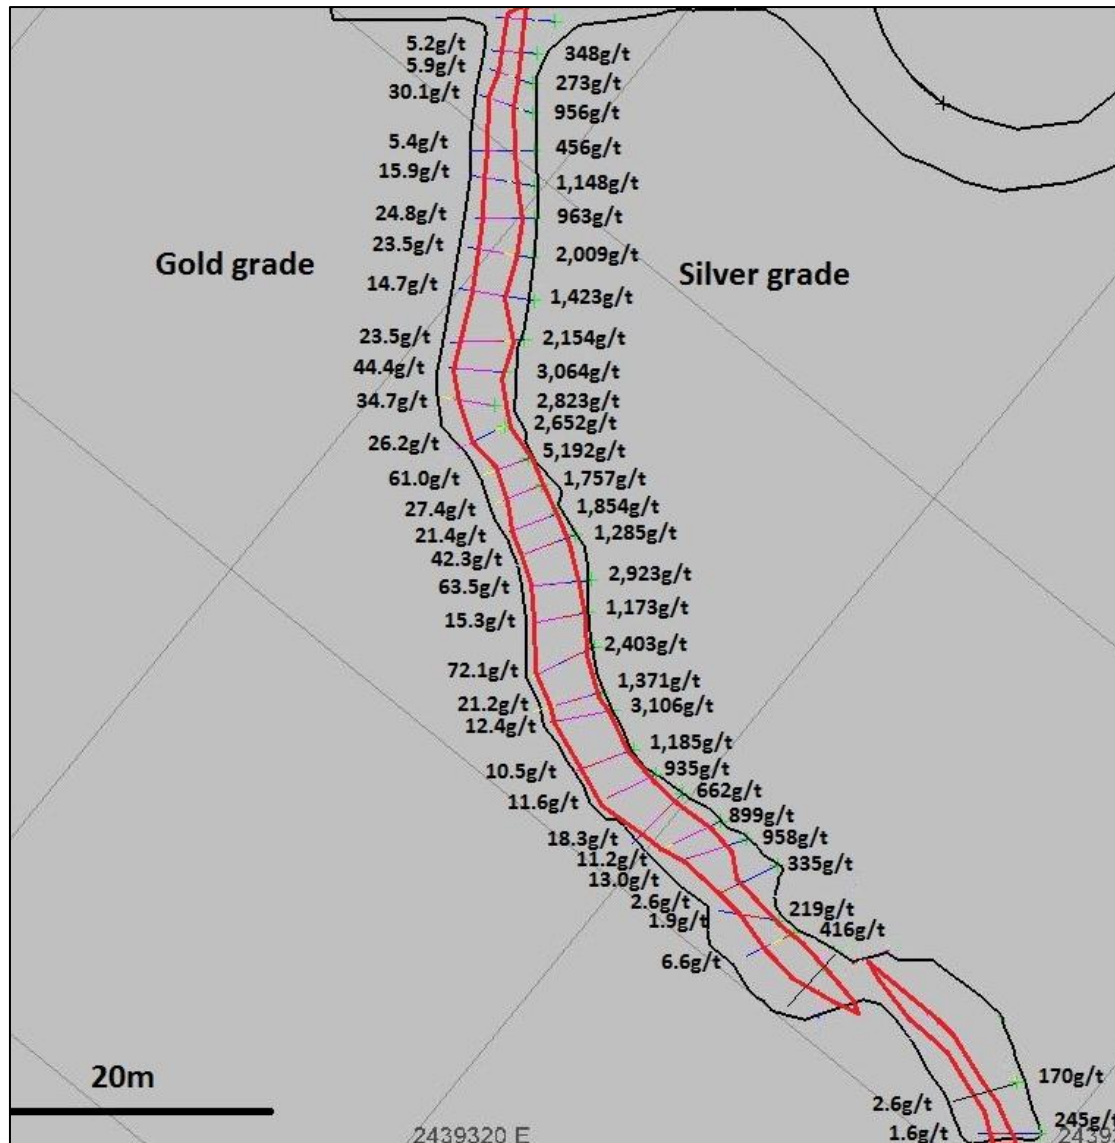 5.2g/t 348g/t
5.9g/t 273g/t
30.1g/t 956g/t
5.4g/t 456g/t
15.9g/t 1,148g/t
24.8g/t 963g/t
23.5g/t 2,009g/t
Gold grade Silver grade
14.7g/t 1,423g/t
23.5g/t 2,154g/t
44.4g/t 3,064g/t
34.7g/t 2,823g/t
2,652g/t
26.2g/t 5,192g/t
61.0g/t 1,757g/t
27.4g/t 1,854g/t
21.4g/t 1,285g/t
42.3g/t 2,923g/t
63.5g/t 1,173g/t
15.3g/t 2,403g/t
72.1g/t 1,371g/t
21.2g/t 3,106g/t
12.4g/t 1,185g/t
10.5g/t 935g/t
11.6g/t 662g/t
899g/t
18.3g/t 958g/t
11.2g/t 335g/t
13.0g/t
2.6g/t 219g/t
1.9g/t 416g/t
6.6g/t
20m 170g/t
2.6g/t 245g/t
1.6g/t
2439320 E